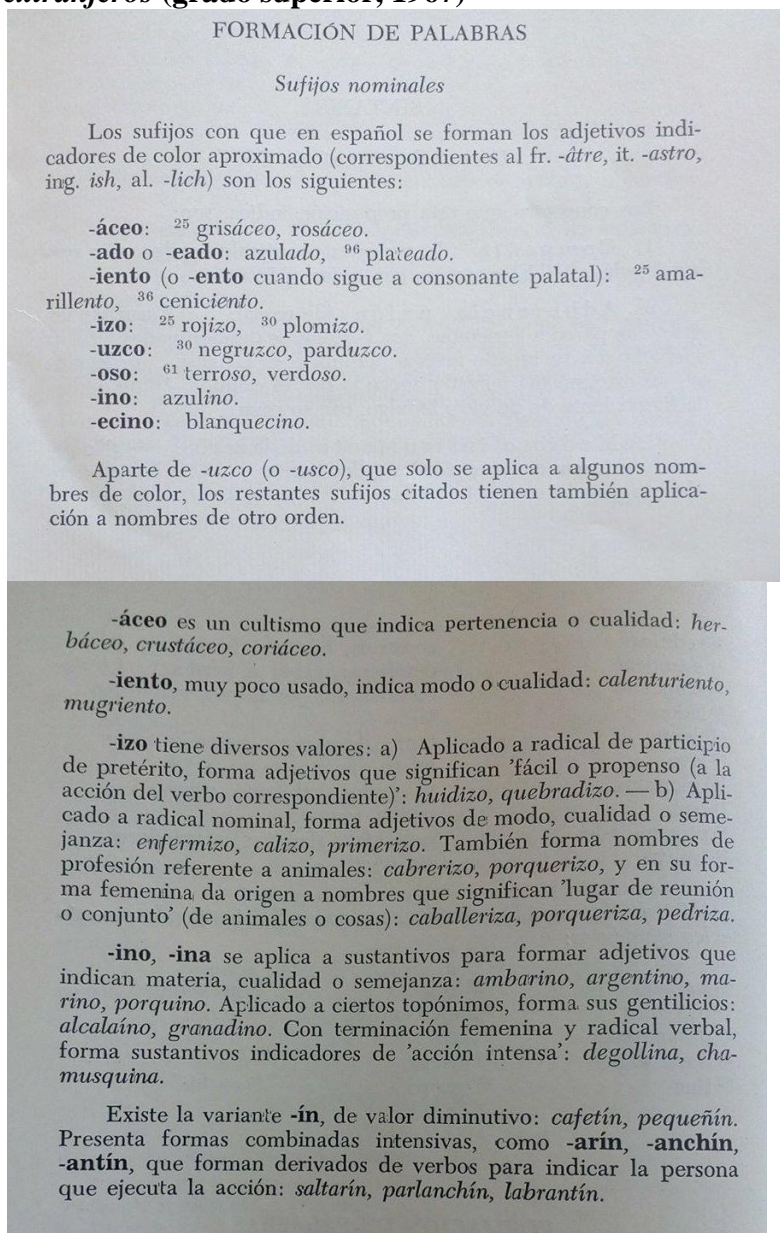 extranjeros (grado superior, 1967)
FORMACIÓN DE PALABRAS
Sufijos nominales
Los sufijos con que en español se forman los adjetivos indi-
cadores de color aproximado (correspondientes al fr. -âtre, it. -astro,
ing. ish, al. -lich) son los siguientes:
-áceo: 25 grisáceo, rosáceo.
-ado o -eado: azulado, 96 plateado.
-iento (o -ento cuando sigue a consonante palatal): 25 ama-
rillento, 36 ceniciento.
-izo: 25 rojizo, 30 plomizo.
-uzco: 30 negruzco, parduzco.
-oso: 61 terroso, verdoso.
-ino: azulino.
-ecino: blanquecino.
Aparte de -uzco (o -usco), que solo se aplica a algunos nom-
bres de color, los restantes sufijos citados tienen también aplica-
ción a nombres de otro orden.
-áceo es un cultismo que indica pertenencia o cualidad: her-
báceo, crustáceo, coriáceo.
-iento, muy poco usado, indica modo o cualidad: calenturiento,
mugriento.
-izo tiene diversos valores: a) Aplicado a radical de participio
de pretérito, forma adjetivos que significan 'fácil o propenso (a la
acción del verbo correspondiente)': huidizo, quebradizo. — b) Apli-
cado a radical nominal, forma adjetivos de modo, cualidad o seme-
janza: enfermizo, calizo, primerizo. También forma nombres de
profesión referente a animales: cabrerizo, porquerizo, y en su for-
ma femenina da origen a nombres que significan 'lugar de reunión
o conjunto' (de animales o cosas): caballeriza, porqueriza, pedriza.
-ino, -ina se aplica a sustantivos para formar adjetivos que
indican materia, cualidad o semejanza: ambarino, argentino, ma-
rino, porquino. Aplicado a ciertos topónimos, forma sus gentilicios:
alcalaíno, granadino. Con terminación femenina y radical verbal,
forma sustantivos indicadores de 'acción intensa': degollina, cha-
musquina.
Existe la variante -ín, de valor diminutivo: cafetín, pequeñín.
Presenta formas combinadas intensivas, como -arín, -anchín,
-antín, que forman derivados de verbos para indicar la persona
que ejecuta la acción: saltarín, parlanchín, labrantín.